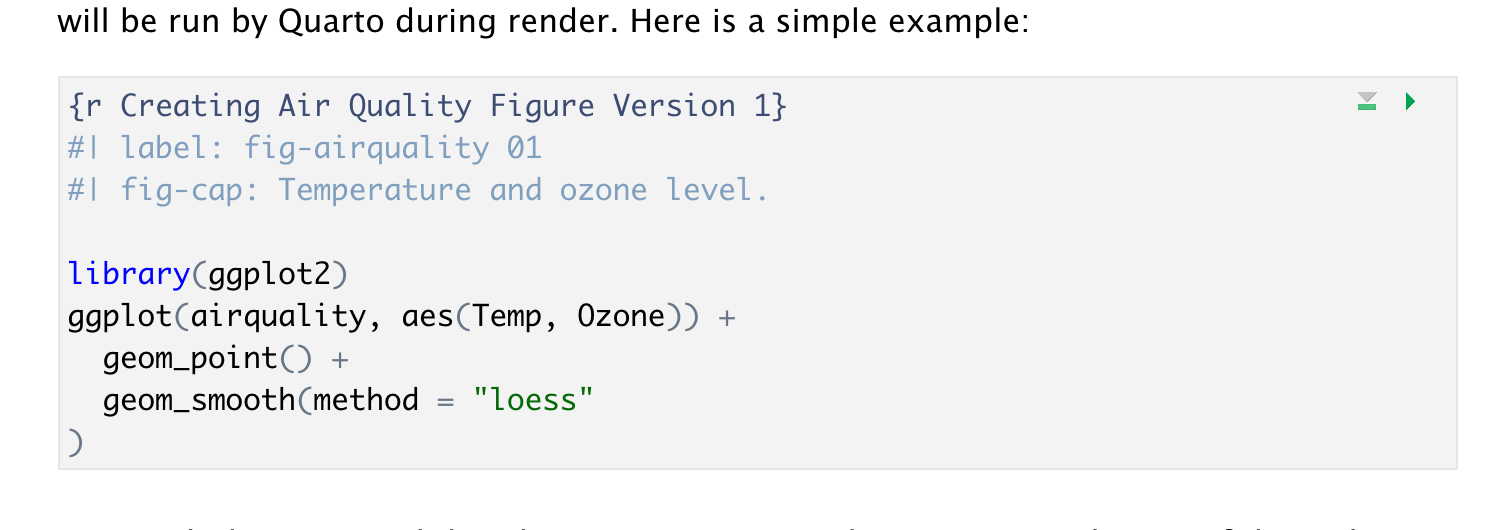 will be run by Quarto during render. Here is a simple example:
{r Creating Air Quality Figure Version 1}
#| label: fig-airquality 01
#| fig-cap: Temperature and ozone level.
library(ggplot2)
ggplot(airquality, aes(Temp, Ozone)) +
  geom_point() +
  geom_smooth(method = "loess"
)